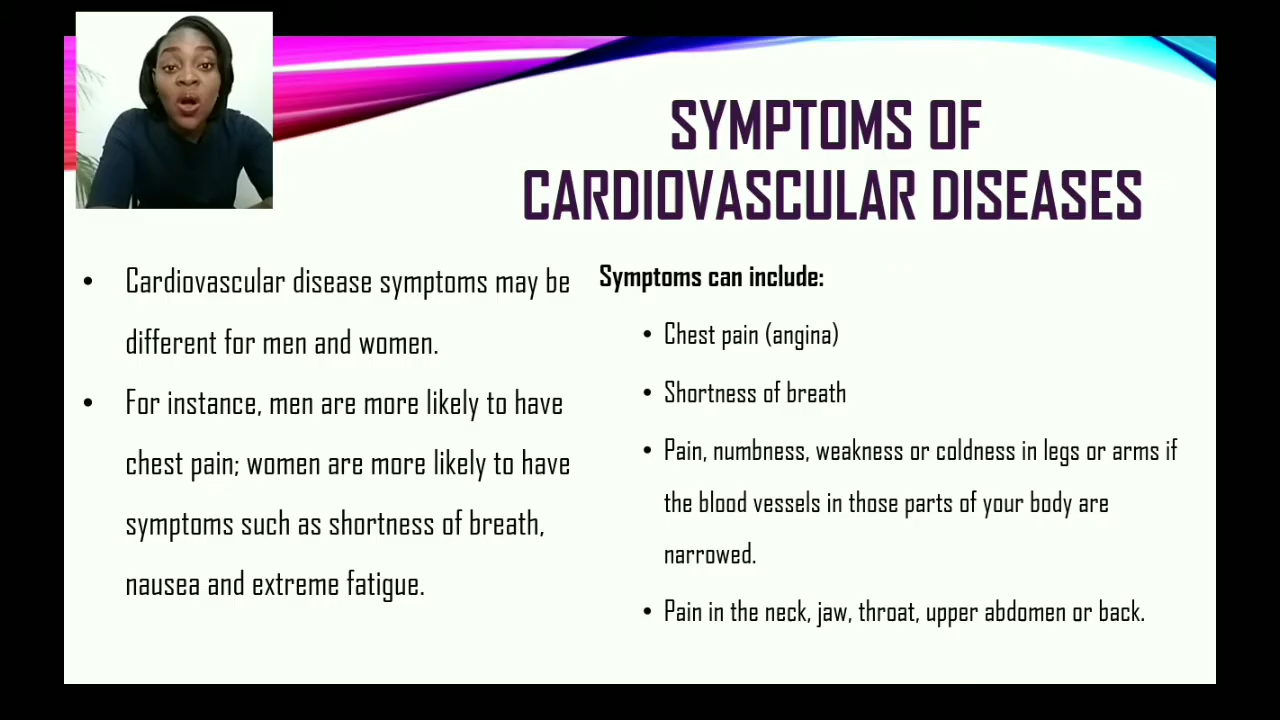 SYMPTOMS OF
CARDIOVASCULAR DISEASES
• Cardiovascular disease symptoms may be
different for men and women.
• For instance, men are more likely to have
chest pain; women are more likely to have
symptoms such as shortness of breath,
nausea and extreme fatigue.
Symptoms can include:
• Chest pain (angina)
• Shortness of breath
• Pain, numbness, weakness or coldness in legs or arms if
the blood vessels in those parts of your body are
narrowed.
• Pain in the neck, jaw, throat, upper abdomen or back.